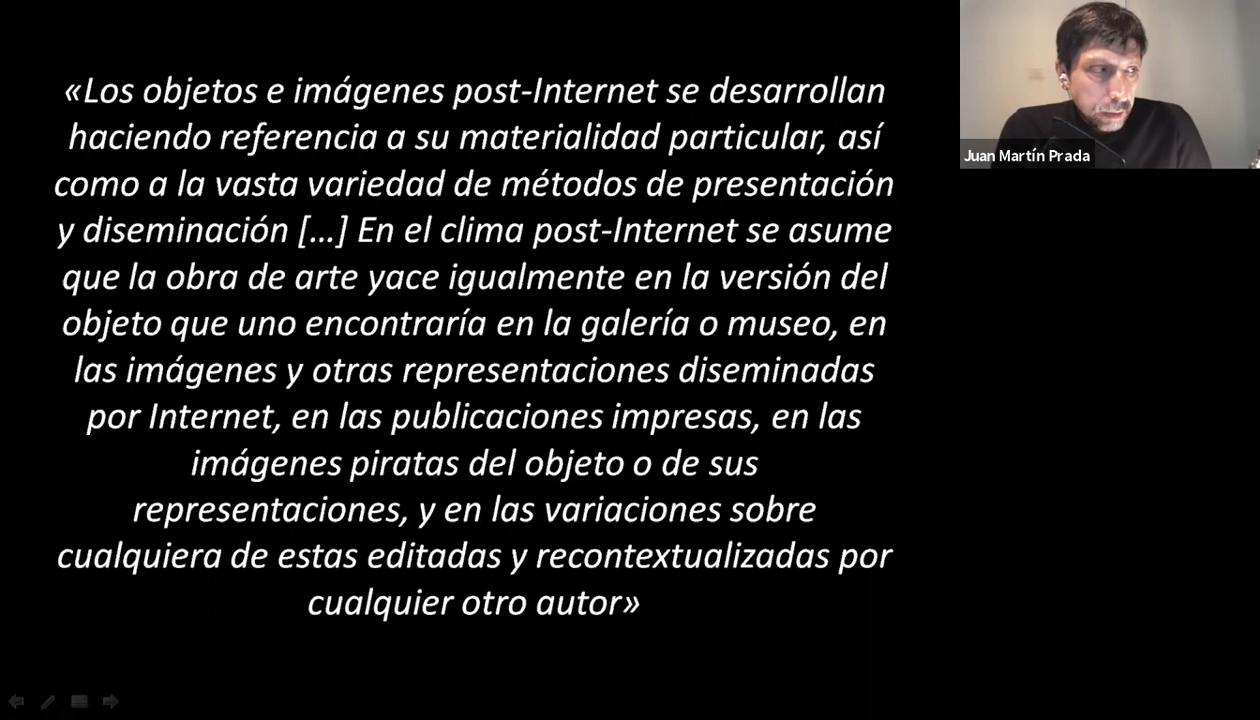 «Los objetos e imágenes post-Internet se desarrollan
haciendo referencia a su materialidad particular, así
como a la vasta variedad de métodos de presentación
y diseminación […] En el clima post-Internet se asume
que la obra de arte yace igualmente en la versión del
objeto que uno encontraría en la galería o museo, en
las imágenes y otras representaciones diseminadas
por Internet, en las publicaciones impresas, en las
imágenes piratas del objeto o de sus
representaciones, y en las variaciones sobre
cualquiera de estas editadas y recontextualizadas por
cualquier otro autor»
Juan Martín Prada